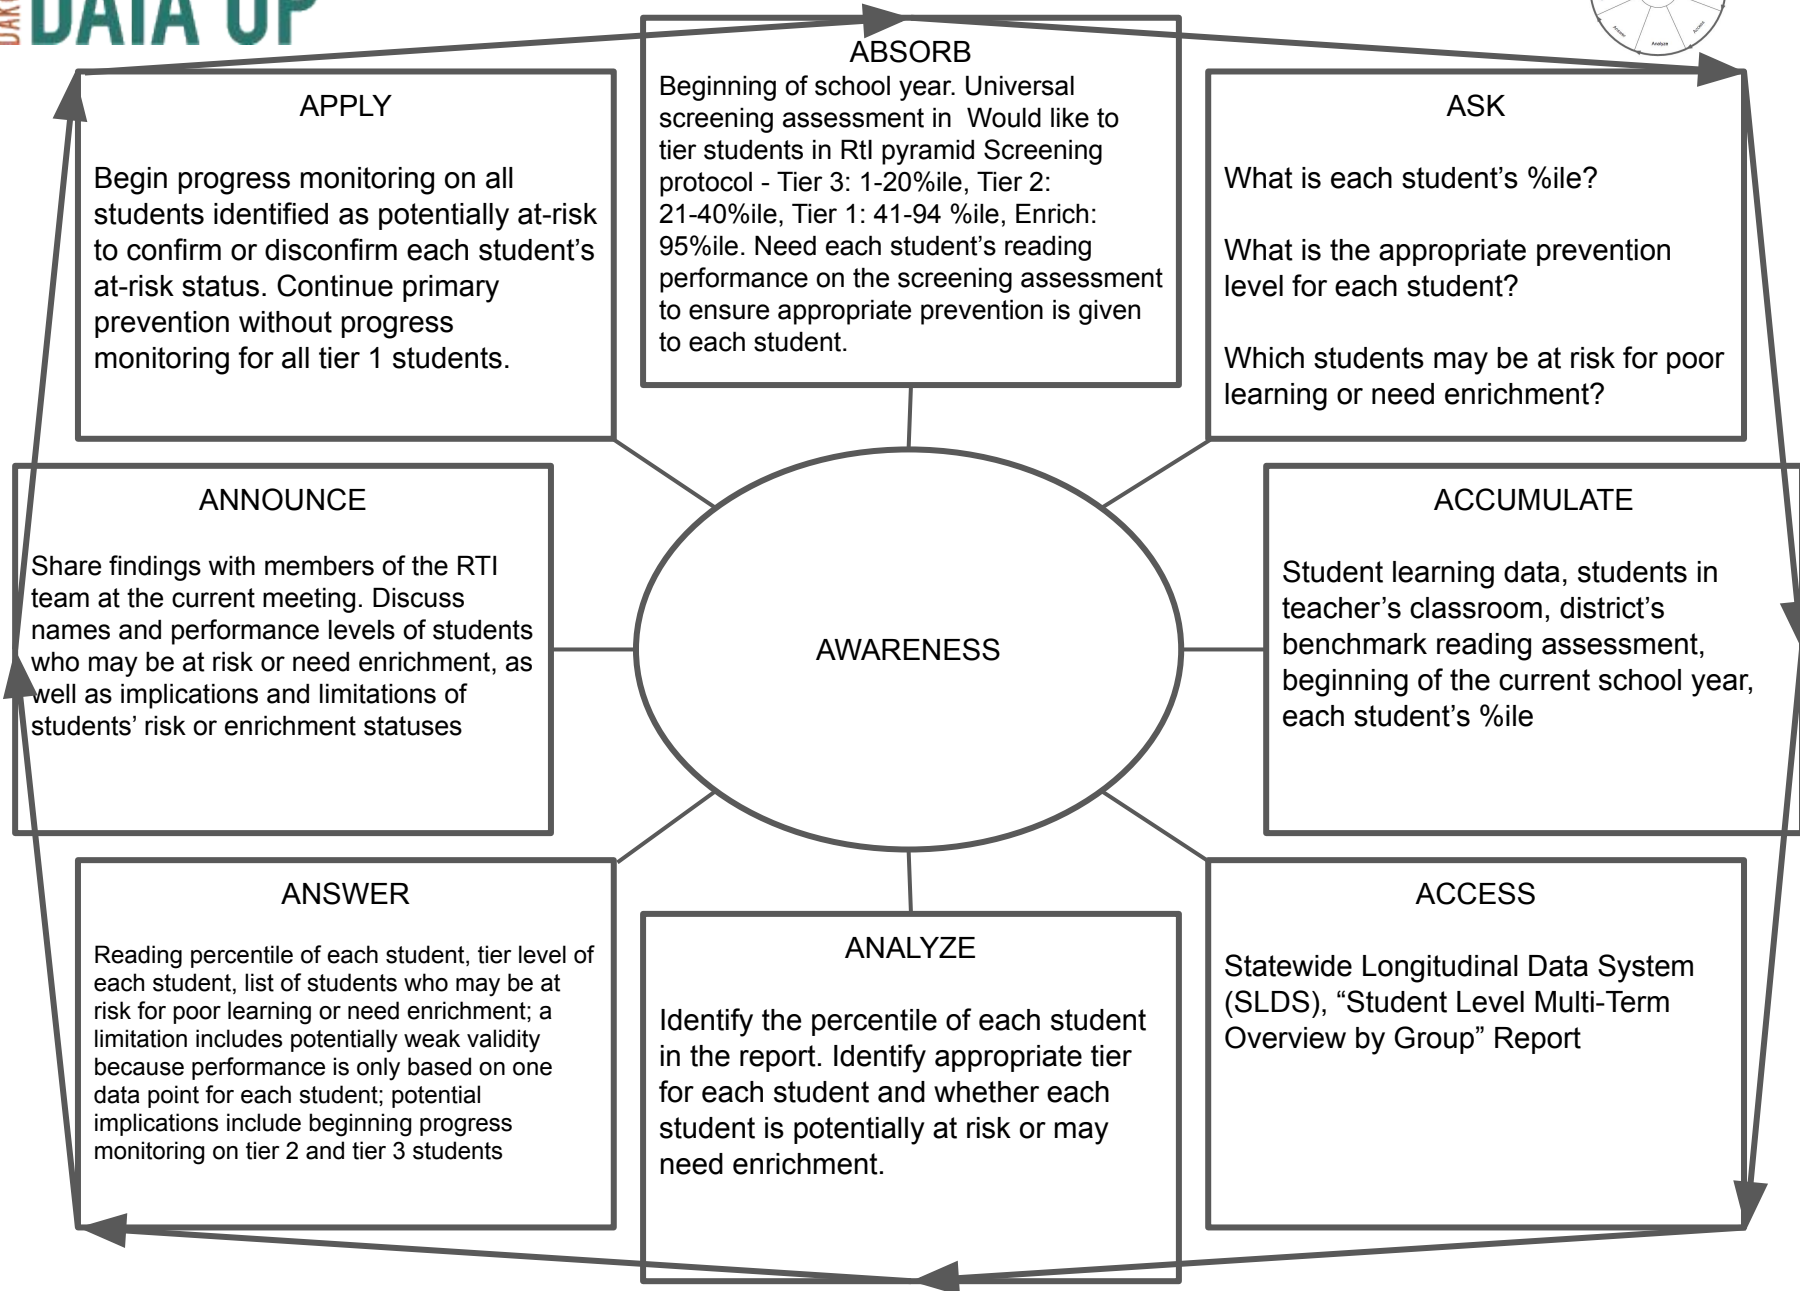 DATA UP
Analyze
ABSORB
Beginning of school year. Universal
screening assessment in  Would like to
tier students in RtI pyramid Screening
protocol - Tier 3: 1-20%ile, Tier 2:
21-40%ile, Tier 1: 41-94 %ile, Enrich:
95%ile. Need each student’s reading
performance on the screening assessment
to ensure appropriate prevention is given
to each student.
ASK
What is each student’s %ile?
What is the appropriate prevention
level for each student?
Which students may be at risk for poor
learning or need enrichment?
ACCUMULATE
Student learning data, students in
teacher’s classroom, district’s
benchmark reading assessment,
beginning of the current school year,
each student’s %ile
ACCESS
Statewide Longitudinal Data System
(SLDS), “Student Level Multi-Term
Overview by Group” Report
ANALYZE
Identify the percentile of each student
in the report. Identify appropriate tier
for each student and whether each
student is potentially at risk or may
need enrichment.
ANSWER
Reading percentile of each student, tier level of
each student, list of students who may be at
risk for poor learning or need enrichment; a
limitation includes potentially weak validity
because performance is only based on one
data point for each student; potential
implications include beginning progress
monitoring on tier 2 and tier 3 students
ANNOUNCE
Share findings with members of the RTI
team at the current meeting. Discuss
names and performance levels of students
who may be at risk or need enrichment, as
well as implications and limitations of
students’ risk or enrichment statuses
APPLY
Begin progress monitoring on all
students identified as potentially at-risk
to confirm or disconfirm each student’s
at-risk status. Continue primary
prevention without progress
monitoring for all tier 1 students.
AWARENESS